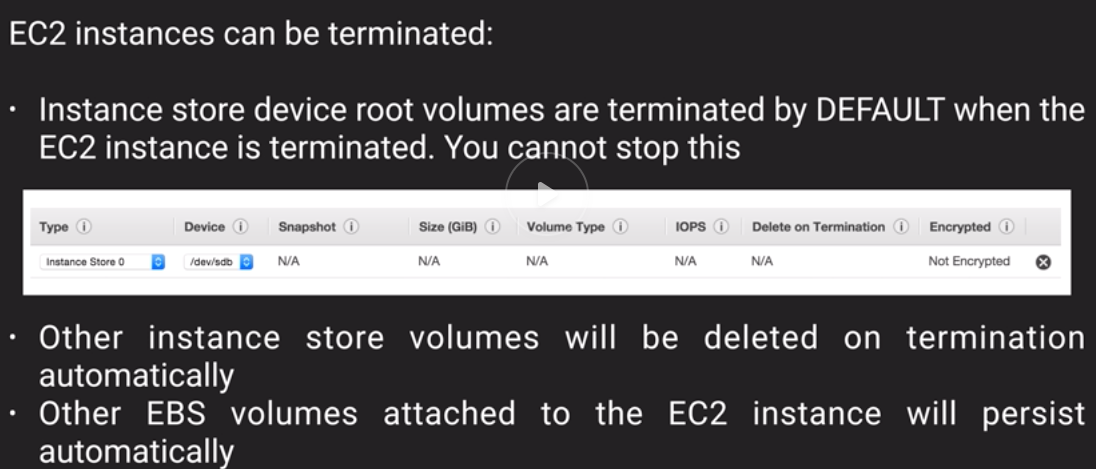 EC2 instances can be terminated:
• Instance store device root volumes are terminated by DEFAULT when the
EC2 instance is terminated. You cannot stop this
Type i Device i Snapshot i Size (GiB) i Volume Type i IOPS i Delete on Termination i Encrypted i
Instance Store 0 /dev/sdb N/A N/A N/A N/A N/A Not Encrypted
• Other instance store volumes will be deleted on termination
automatically
• Other EBS volumes attached to the EC2 instance will persist
automatically